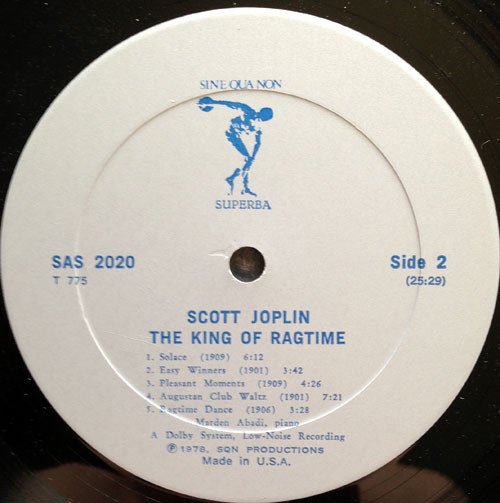 SINE QUA NON
SUPERBA
SAS 2020
T 775
Side 2
(25:29)
SCOTT JOPLIN
THE KING OF RAGTIME
1. Solace (1909) 6:12
2. Easy Winners (1901) 3:42
3. Pleasant Moments (1909) 4:26
4. Augustan Club Waltz (1901) 7:21
5. Ragtime Dance (1906) 3:28
Marden Abadi, piano
A Dolby System, Low-Noise Recording
Ⓟ 1978, SQN PRODUCTIONS
Made in U.S.A.